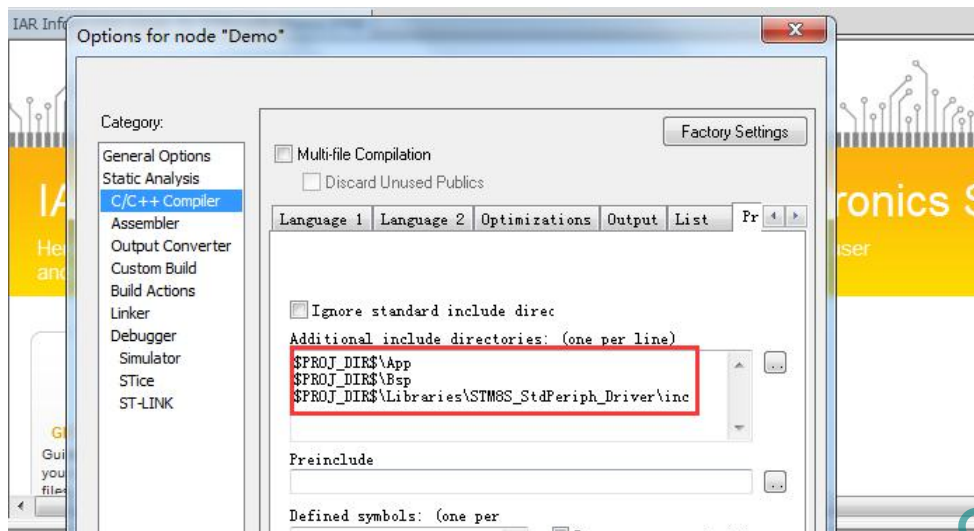 IAR Info
Options for node "Demo"
Category:
General Options
Static Analysis
C/C++ Compiler
Assembler
Output Converter
Custom Build
Build Actions
Linker
Debugger
Simulator
STice
ST-LINK
Factory Settings
Multi-file Compilation
Discard Unused Publics
Language 1
Language 2
Optimizations
Output
List
Pr
Ignore standard include direc
Additional include directories: (one per line)
$PROJ_DIR$\App
$PROJ_DIR$\Bsp
$PROJ_DIR$\Libraries\STM8S_StdPeriph_Driver\inc
..
Preinclude
..
Defined symbols: (one per
IA
ronics S
He
user
and
Gui
you
file